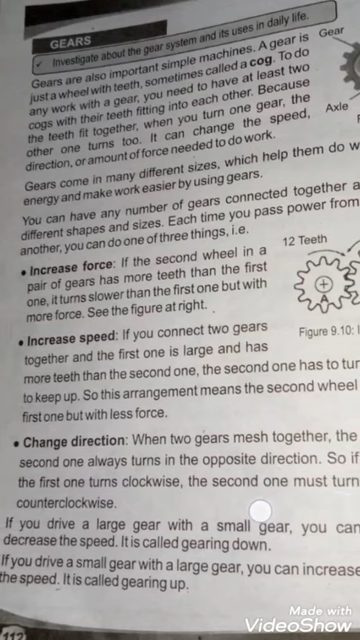 GEARS
✓ Investigate about the gear system and its uses in daily life.
Gears are also important simple machines. A gear is
just a wheel with teeth, sometimes called a cog. To do
any work with a gear, you need to have at least two
cogs with their teeth fitting into each other. Because
the teeth fit together, when you turn one gear, the
other one turns too. It can change the speed,
direction, or amount of force needed to do work.
Gear
Axle
Gears come in many different sizes, which help them do w
energy and make work easier by using gears.
You can have any number of gears connected together a
different shapes and sizes. Each time you pass power from
another, you can do one of three things, i.e.
• Increase force: If the second wheel in a
pair of gears has more teeth than the first
one, it turns slower than the first one but with
more force. See the figure at right.
12 Teeth
A
Figure 9.10: I
• Increase speed: If you connect two gears
together and the first one is large and has
more teeth than the second one, the second one has to tur
to keep up. So this arrangement means the second wheel
first one but with less force.
• Change direction: When two gears mesh together, the
second one always turns in the opposite direction. So if
the first one turns clockwise, the second one must turn
counterclockwise.
If you drive a large gear with a small gear, you can
decrease the speed. It is called gearing down.
If you drive a small gear with a large gear, you can increase
the speed. It is called gearing up.
112
Made with
VideoShow